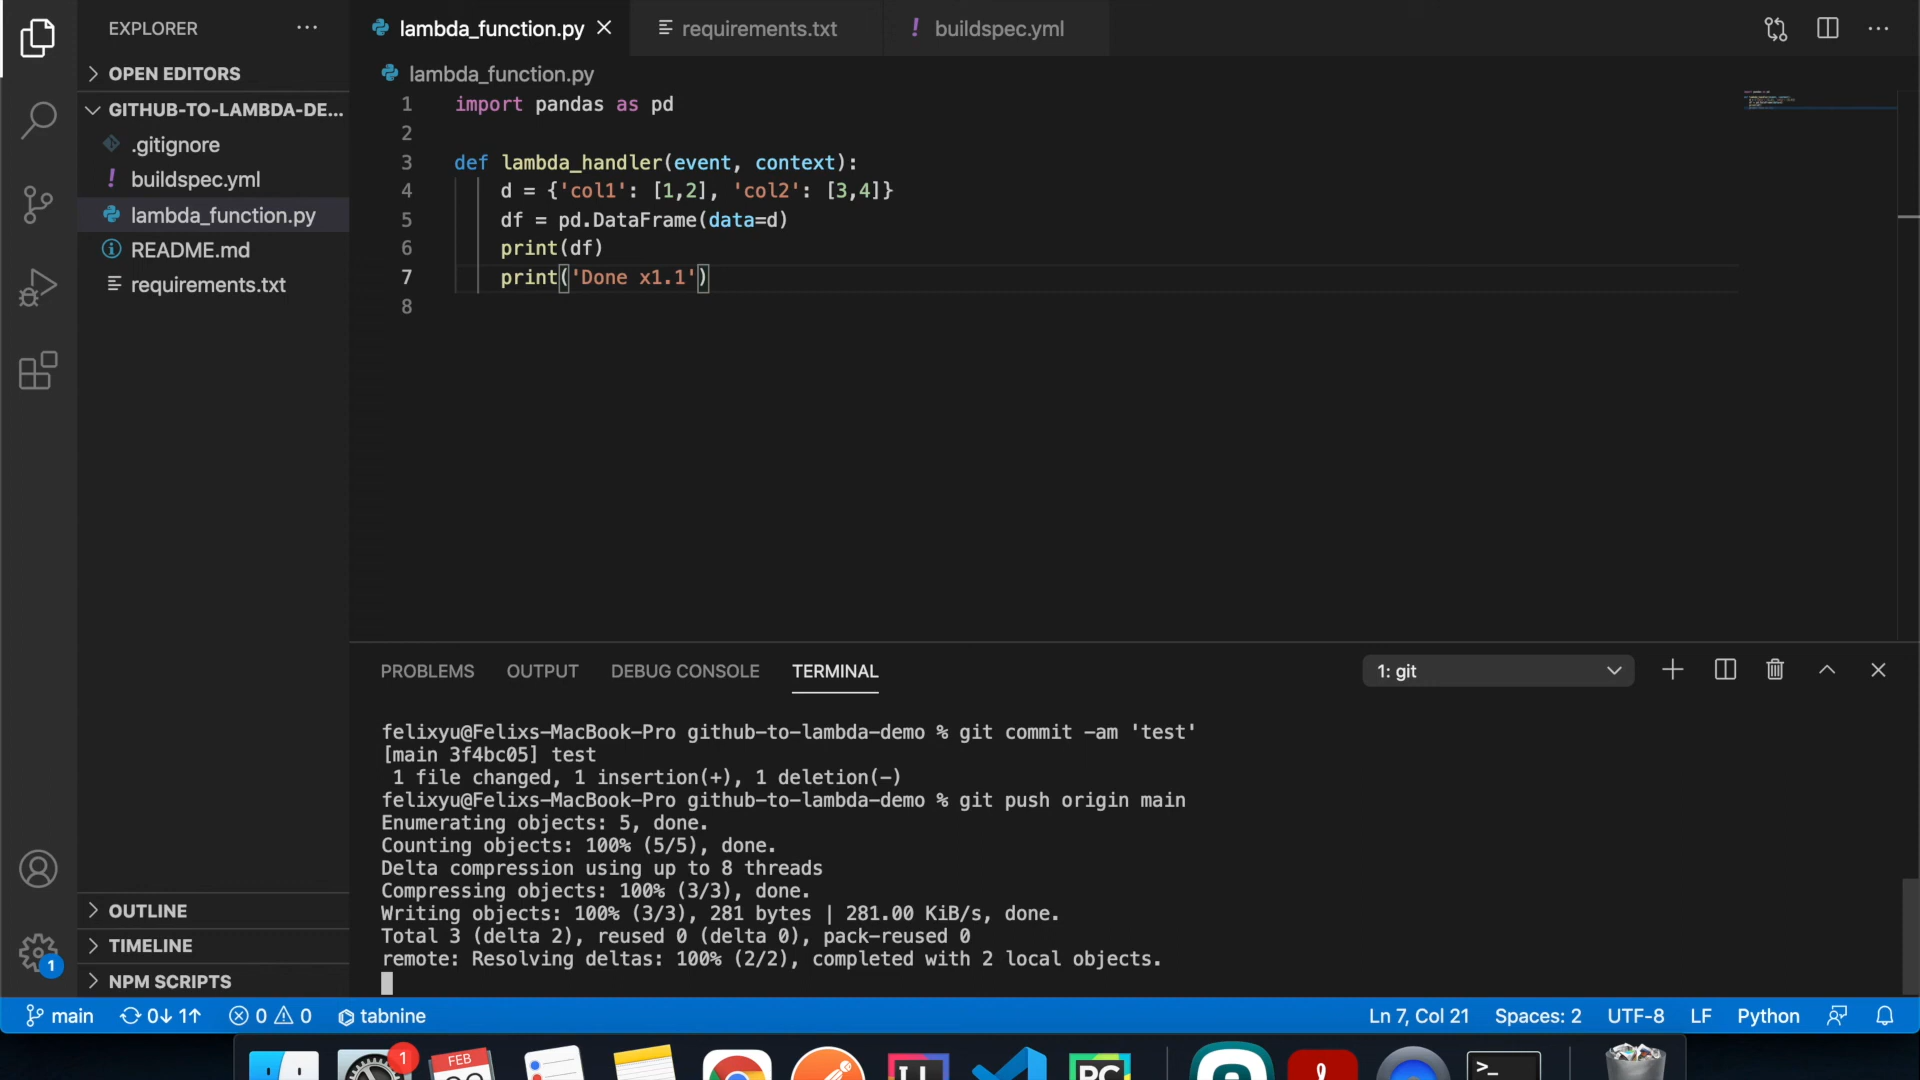 EXPLORER
OPEN EDITORS
GITHUB-TO-LAMBDA-DE...
.gitignore
! buildspec.yml
lambda_function.py
README.md
requirements.txt
OUTLINE
TIMELINE
NPM SCRIPTS
1
lambda_function.py
requirements.txt
! buildspec.yml
lambda_function.py
1 import pandas as pd
2
3 def lambda_handler(event, context):
4 d = {'col1': [1,2], 'col2': [3,4]}
5 df = pd.DataFrame(data=d)
6 print(df)
7 print('Done x1.1')
8
PROBLEMS OUTPUT DEBUG CONSOLE TERMINAL 1: git
felixyu@Felixs-MacBook-Pro github-to-lambda-demo % git commit -am 'test'
[main 3f4bc05] test
1 file changed, 1 insertion(+), 1 deletion(-)
felixyu@Felixs-MacBook-Pro github-to-lambda-demo % git push origin main
Enumerating objects: 5, done.
Counting objects: 100% (5/5), done.
Delta compression using up to 8 threads
Compressing objects: 100% (3/3), done.
Writing objects: 100% (3/3), 281 bytes | 281.00 KiB/s, done.
Total 3 (delta 2), reused 0 (delta 0), pack-reused 0
remote: Resolving deltas: 100% (2/2), completed with 2 local objects.
main 0↓ 1↑ 0 0 tabnine Ln 7, Col 21 Spaces: 2 UTF-8 LF Python
1
FEB
PC
>_